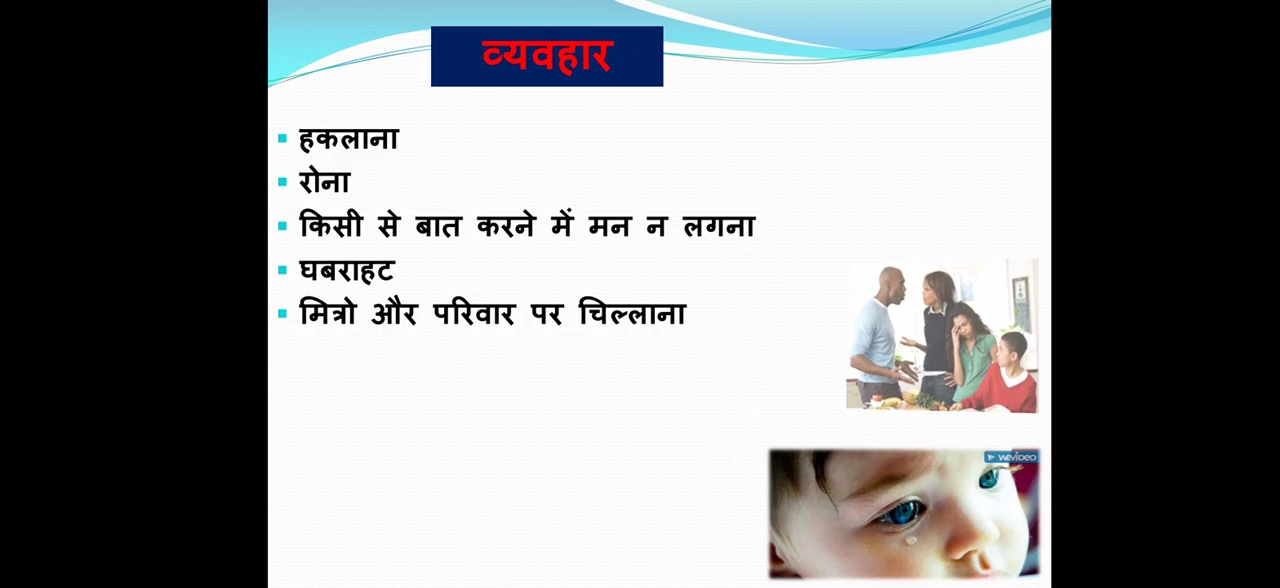 व्यवहार
हकलाना
रोना
किसी से बात करने में मन न लगना
घबराहट
मित्रो और परिवार पर चिल्लाना
WEVIDEO